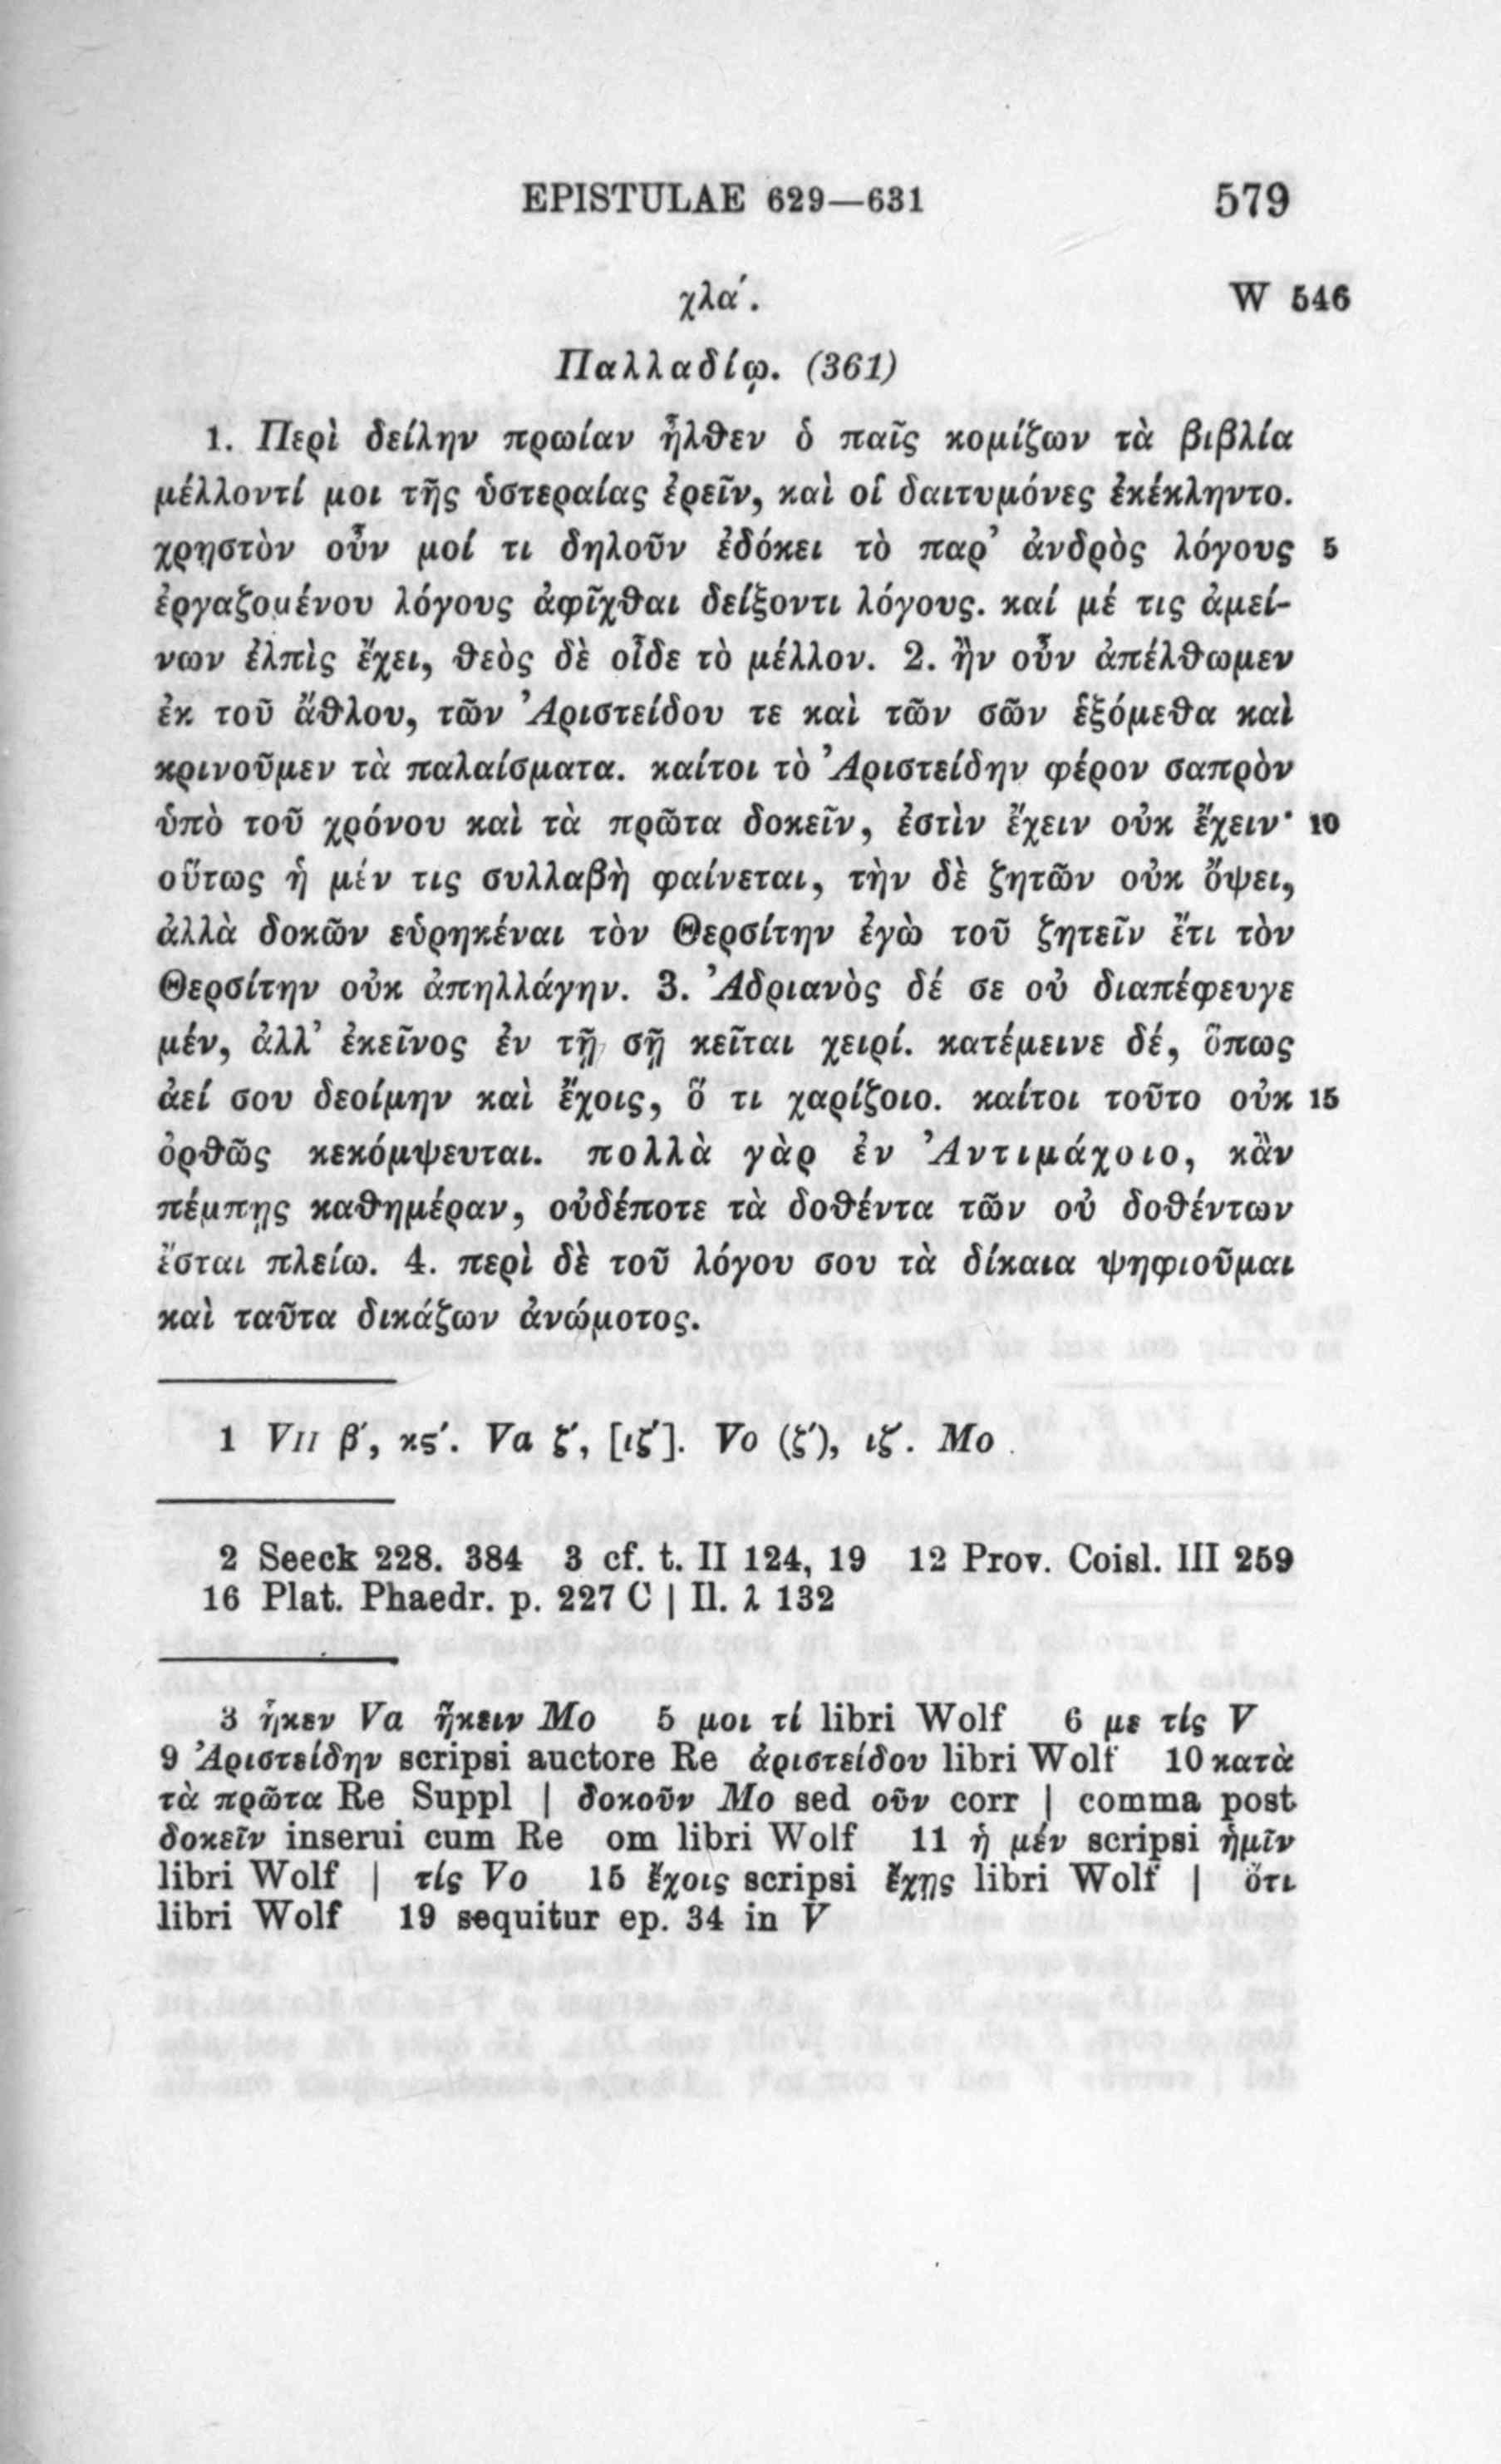 EPISTULAE 629—631 579
χλα΄. W 546
Παλλαδίῳ. (361)
1. Περὶ δείλην πρωίαν ἦλθεν ὁ παῖς κομίζων τὰ βιβλία
μέλλοντί μοι τῆς ὑστεραίας ἐρεῖν, καὶ οἱ δαιτυμόνες ἐκέκληντο.
χρηστὸν οὖν μοί τι δηλοῦν ἐδόκει τὸ παρ’ ἀνδρὸς λόγους 5
ἐργαζομένου λόγους ἀφῖχθαι δείξοντι λόγους. καί μέ τις ἀμεί-
νων ἐλπὶς ἔχει, θεὸς δὲ οἶδε τὸ μέλλον. 2. ἢν οὖν ἀπέλθωμεν
ἐκ τοῦ ἄθλου, τῶν Ἀριστείδου τε καὶ τῶν σῶν ἑξόμεθα καὶ
κρινοῦμεν τὰ παλαίσματα. καίτοι τὸ Ἀριστείδην φέρον σαπρὸν
ὑπὸ τοῦ χρόνου καὶ τὰ πρῶτα δοκεῖν, ἐστὶν ἔχειν οὐκ ἔχειν· 10
οὕτως ἡ μέν τις συλλαβὴ φαίνεται, τὴν δὲ ζητῶν οὐκ ὄψει,
ἀλλὰ δοκῶν εὑρηκέναι τὸν Θερσίτην ἐγὼ τοῦ ζητεῖν ἔτι τὸν
Θερσίτην οὐκ ἀπηλλάγην. 3. Ἀδριανὸς δέ σε οὐ διαπέφευγε
μέν, ἀλλ’ ἐκεῖνος ἐν τῇ σῇ κεῖται χειρί. κατέμεινε δέ, ὅπως
ἀεί σου δεοίμην καὶ ἔχοις, ὅ τι χαρίζοιο. καίτοι τοῦτο οὐκ 15
ὀρθῶς κεκόμψευται. πολλὰ γὰρ ἐν Ἀντιμάχοιο, κἂν
πέμπῃς καθημέραν, οὐδέποτε τὰ δοθέντα τῶν οὐ δοθέντων
ἔσται πλείω. 4. περὶ δὲ τοῦ λόγου σου τὰ δίκαια ψηφιοῦμαι
καὶ ταῦτα δικάζων ἀνώμοτος.
1 VII β΄, κς΄. Va ζ΄, [ιζ΄]. Vo (ζ΄), ιζ΄. Mo
2 Seeck 228. 384 3 cf. t. II 124, 19 12 Prov. Coisl. III 259
16 Plat. Phaedr. p. 227 C | Il. λ 132
3 ἧκεν Va ἥκειν Mo 5 μοι τί libri Wolf 6 με τίς V
9 Ἀριστείδην scripsi auctore Re ἀριστείδου libri Wolf 10 κατὰ
τὰ πρῶτα Re Suppl | δοκοῦν Mo sed οῦν corr | comma post
δοκεῖν inserui cum Re om libri Wolf 11 ἡ μέν scripsi ἡμῖν
libri Wolf | τίς Vo 15 ἔχοις scripsi ἔχῃς libri Wolf | ὅτι
libri Wolf 19 sequitur ep. 34 in V